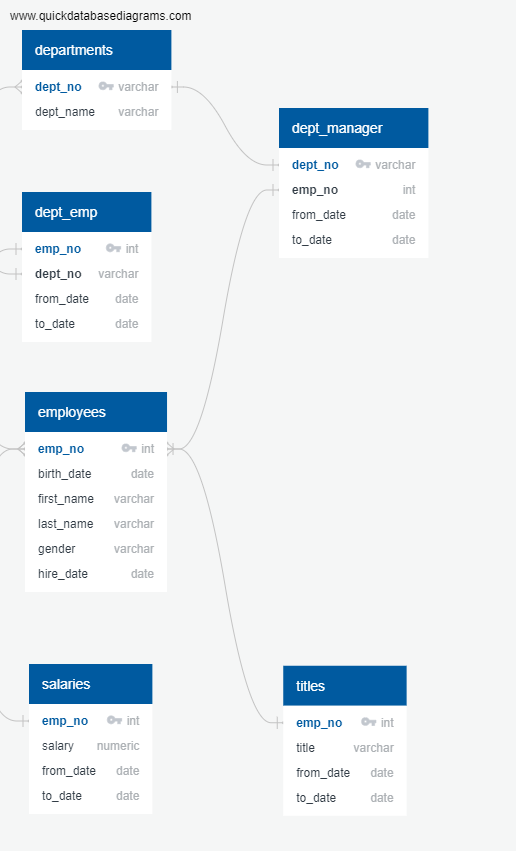 www.quickdatabasediagrams.com
departments
dept_no varchar
dept_name varchar
dept_manager
dept_no varchar
emp_no int
from_date date
to_date date
dept_emp
emp_no int
dept_no varchar
from_date date
to_date date
employees
emp_no int
birth_date date
first_name varchar
last_name varchar
gender varchar
hire_date date
salaries
emp_no int
salary numeric
from_date date
to_date date
titles
emp_no int
title varchar
from_date date
to_date date